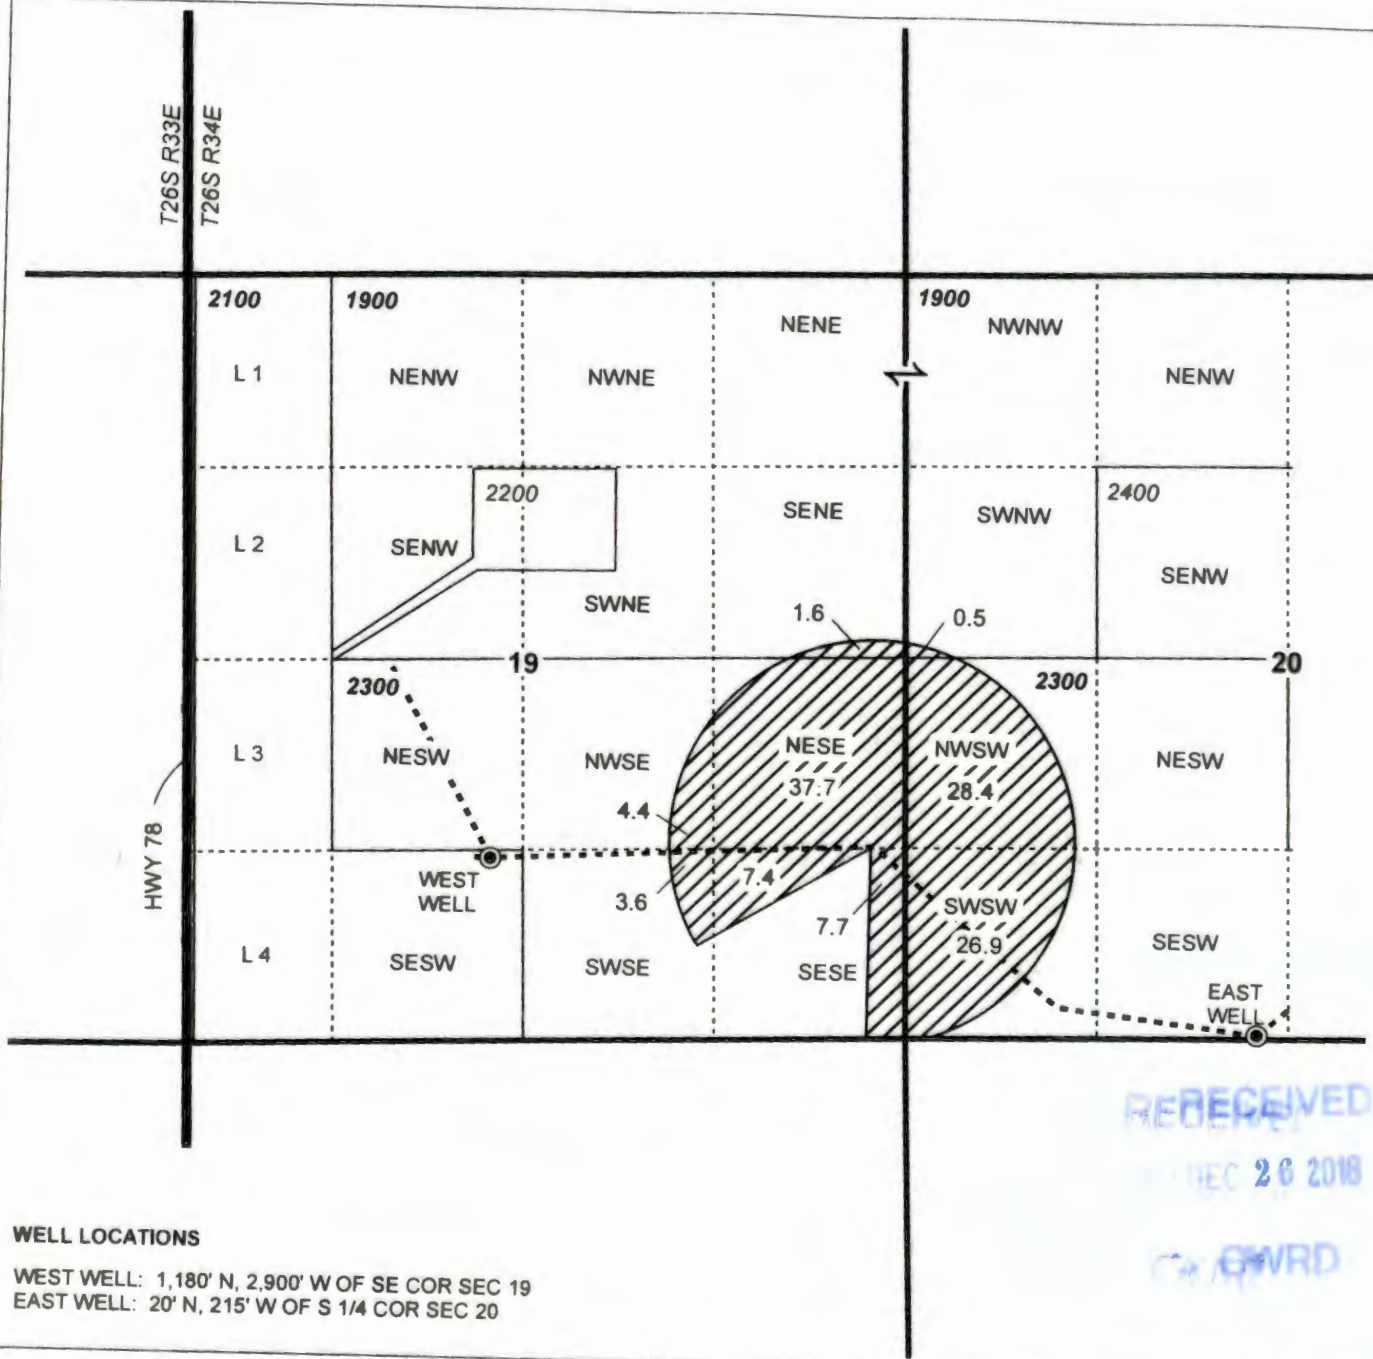 T26S R33E
T26S R34E
2100
1900
1900
NENE
NWNW
L 1
NENW
NWNE
NENW
2200
2400
SENE
SWNW
L 2
SENW
SENW
SWNE
1.6
0.5
19
20
2300
2300
NESE
NWSW
L 3
NESW
NWSE
NESW
37.7
28.4
4.4
HWY 78
WEST
WELL
7.4
3.6
SWSW
7.7
26.9
SESW
L 4
SESW
SWSE
SESE
EAST
WELL
RECEIVED
DEC 26 2018
OWRD
WELL LOCATIONS
WEST WELL: 1,180' N, 2,900' W OF SE COR SEC 19
EAST WELL: 20' N, 215' W OF S 1/4 COR SEC 20